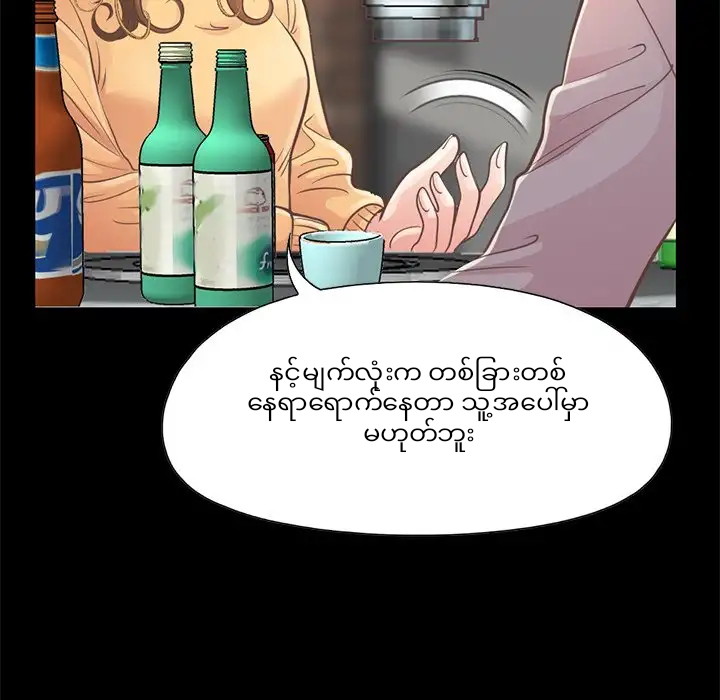 နင့်မျက်လုံးက တစ်ခြားတစ်
နေရာရောက်နေတာ သူ့အပေါ်မှာ
မဟုတ်ဘူး